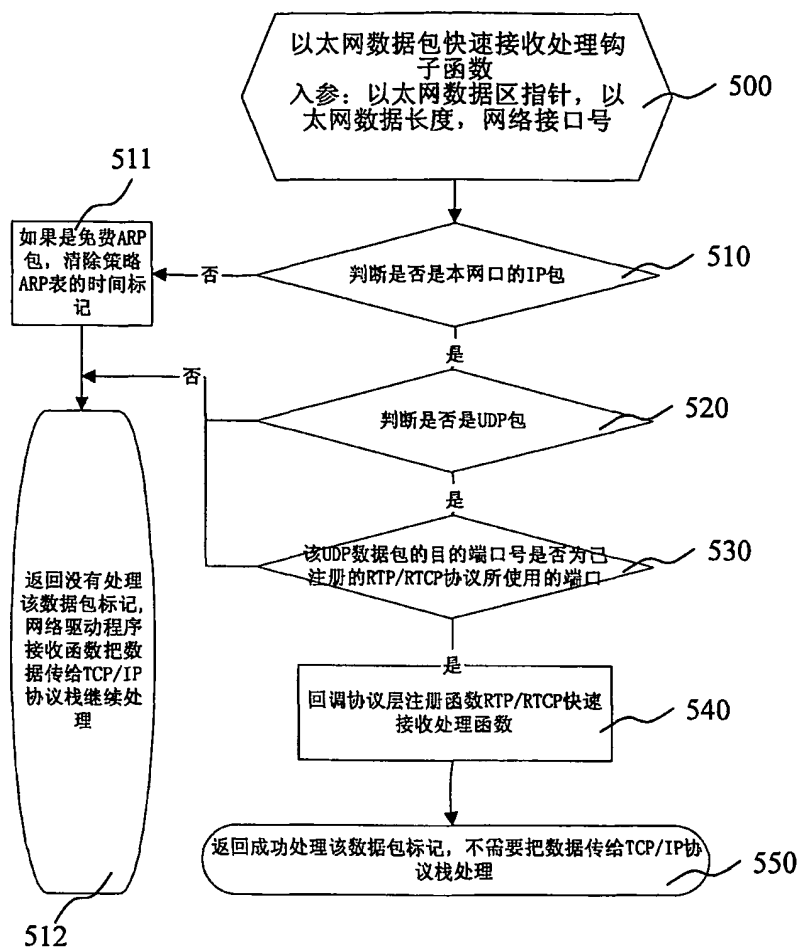 以太网数据包快速接收处理钩
子函数
入参：以太网数据区指针，以
太网数据长度，网络接口号
500
511
如果是免费ARP
包，消除策略
ARP表的时间标
记
否
判断是否是本网口的IP包
510
是
否
判断是否是UDP包
520
是
该UDP数据包的目的端口号是否为已
注册的RTP/RTCP协议所使用的端口
530
返回没有处理
该数据包标记，
网络驱动程序
接收函数把数
据传给TCP/IP
协议栈继续处
理
是
回调协议层注册函数RTP/RTCP快速
接收处理函数
540
返回成功处理该数据包标记，不需要把数据传给TCP/IP协
议栈处理
550
512